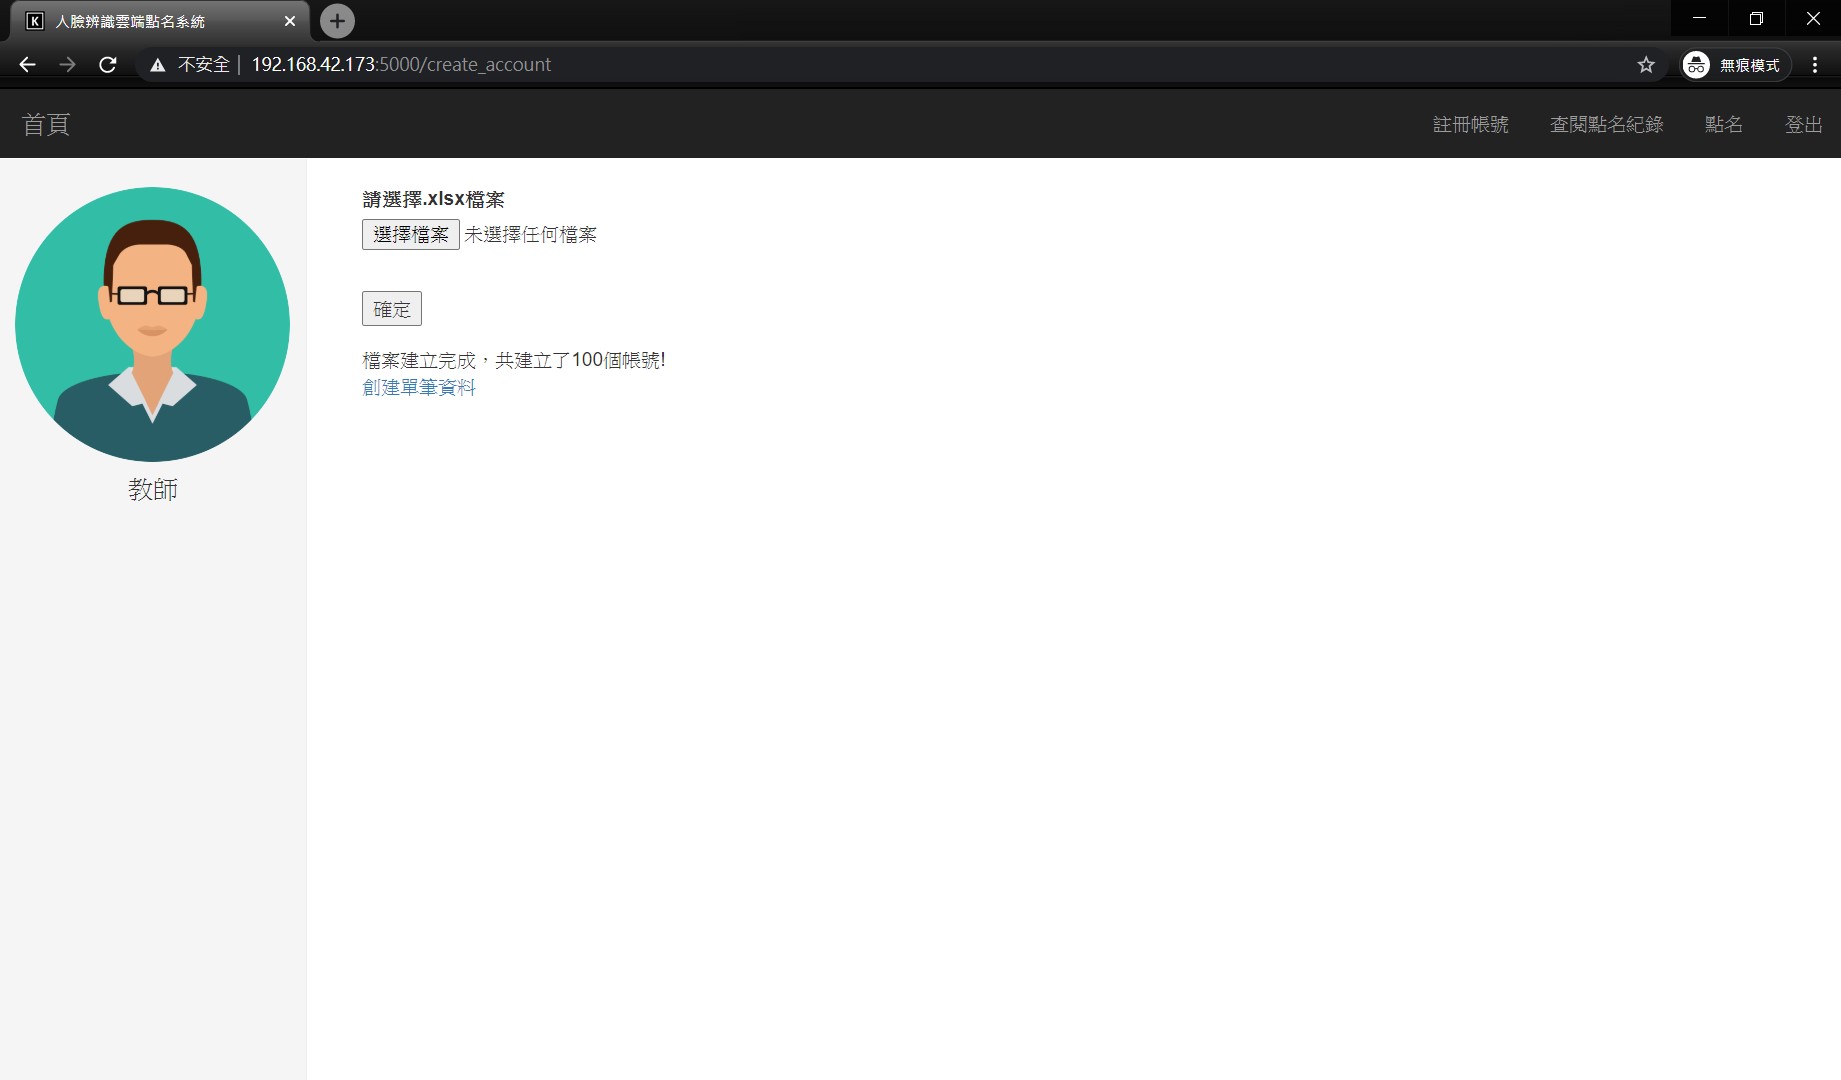 人臉辨識雲端點名系統
不安全 | 192.168.42.173:5000/create_account
無痕模式
首頁
註冊帳號
查閱點名紀錄
點名
登出
請選擇.xlsx檔案
選擇檔案 未選擇任何檔案
確定
檔案建立完成，共建立了100個帳號!
創建單筆資料
教師